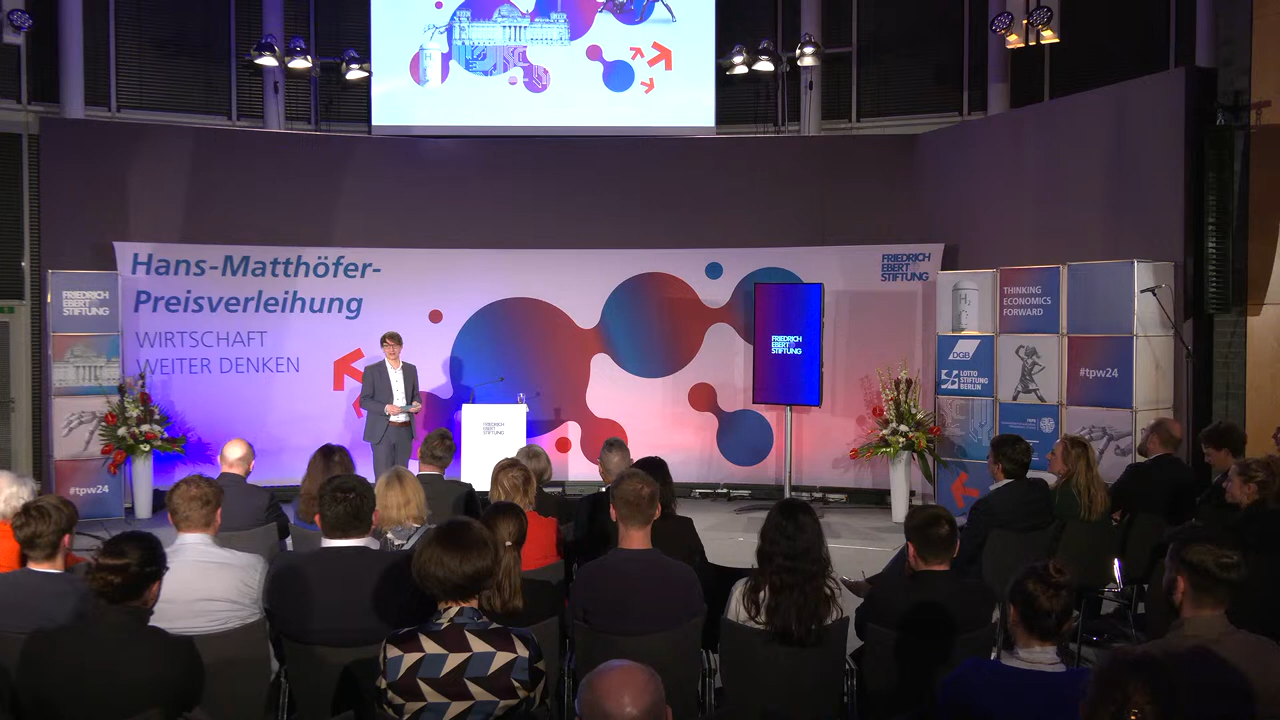 Hans-Matthöfer-
Preisverleihung
WIRTSCHAFT
WEITER DENKEN
FRIEDRICH
EBERT
STIFTUNG
FRIEDRICH
EBERT
STIFTUNG
#tpw24
FRIEDRICH
EBERT
STIFTUNG
FRIEDRICH
EBERT
STIFTUNG
H2
THINKING
ECONOMICS
FORWARD
DGB
LOTTO
STIFTUNG
BERLIN
#tpw24